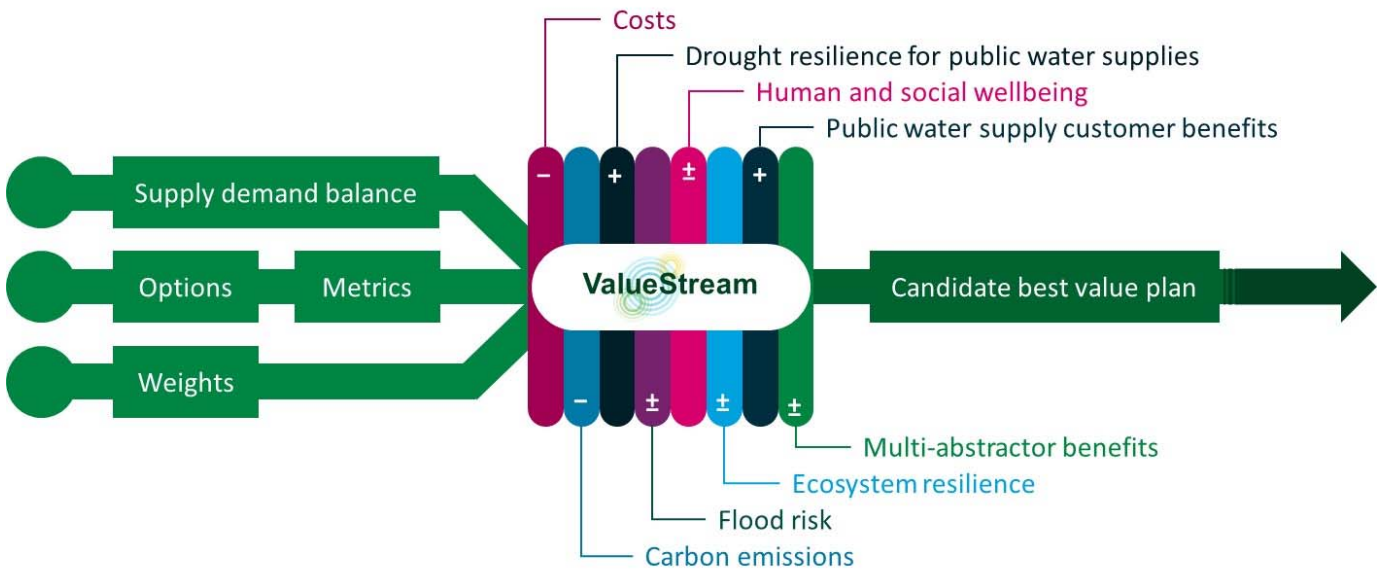 Costs
Drought resilience for public water supplies
Human and social wellbeing
Public water supply customer benefits
− + ± +
Supply demand balance
Options
Metrics
ValueStream
Candidate best value plan
Weights
− ± ± ±
Multi-abstractor benefits
Ecosystem resilience
Flood risk
Carbon emissions